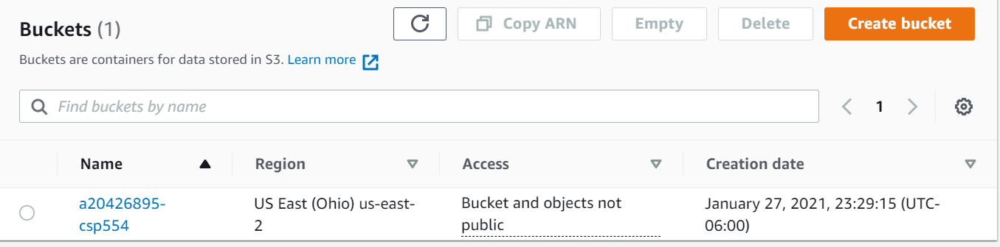 Buckets (1)
Copy ARN
Empty
Delete
Create bucket
Buckets are containers for data stored in S3. Learn more
Find buckets by name
1
Name
Region
Access
Creation date
a20426895-
csp554
US East (Ohio) us-east-
2
Bucket and objects not
public
January 27, 2021, 23:29:15 (UTC-
06:00)